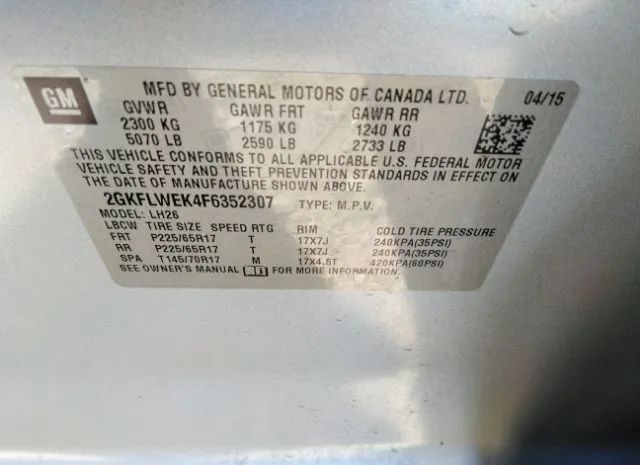 GM
MFD BY GENERAL MOTORS OF CANADA LTD. 04/15
GVWR GAWR FRT GAWR RR
2300 KG 1175 KG 1240 KG
5070 LB 2590 LB 2733 LB
THIS VEHICLE CONFORMS TO ALL APPLICABLE U.S. FEDERAL MOTOR
VEHICLE SAFETY AND THEFT PREVENTION STANDARDS IN EFFECT ON
THE DATE OF MANUFACTURE SHOWN ABOVE.
2GKFLWEK4F6352307 TYPE: M.P.V.
MODEL: LH26
LBCW TIRE SIZE SPEED RTG RIM COLD TIRE PRESSURE
FRT P225/65R17 T 17X7J 240KPA(35PSI)
RR P225/65R17 T 17X7J 240KPA(35PSI)
SPA T145/70R17 M 17X4.5T 420KPA(60PSI)
SEE OWNER'S MANUAL FOR ADDITIONAL INFORMATION.